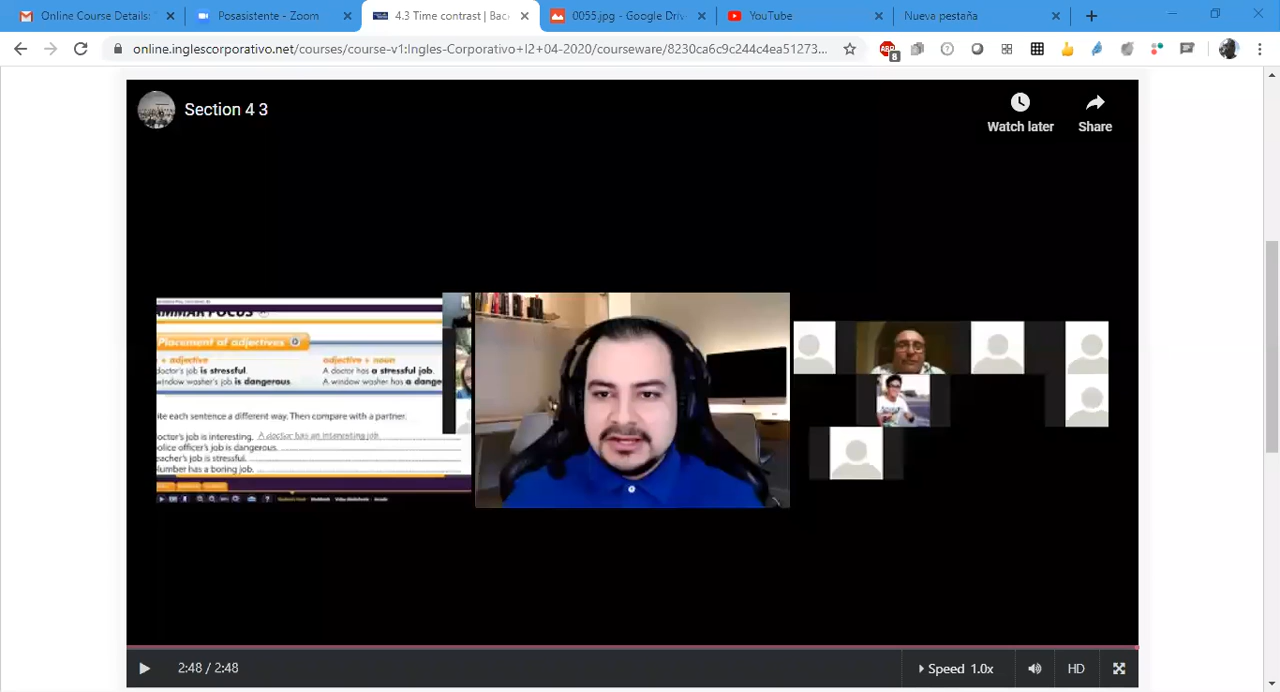 Online Course Details:
Posasistente - Zoom
4.3 Time contrast | Bac
0055.jpg - Google Driv
YouTube
Nueva pestaña
online.inglescorporativo.net/courses/course-v1:Ingles-Corporativo+I2+04-2020/courseware/8230ca6c9c244c4ea51273...
ABP
8
Section 4 3
Watch later
Share
AMMAR FOCUS
Placement of adjectives
+ adjective
adjective + noun
doctor's job is stressful.
A doctor has a stressful job.
window washer's job is dangerous.
A window washer has a dange
ite each sentence a different way. Then compare with a partner.
octor's job is interesting. A doctor has an interesting job.
olice officer's job is dangerous.
eacher's job is stressful.
lumber has a boring job.
2:48 / 2:48
Speed 1.0x
HD